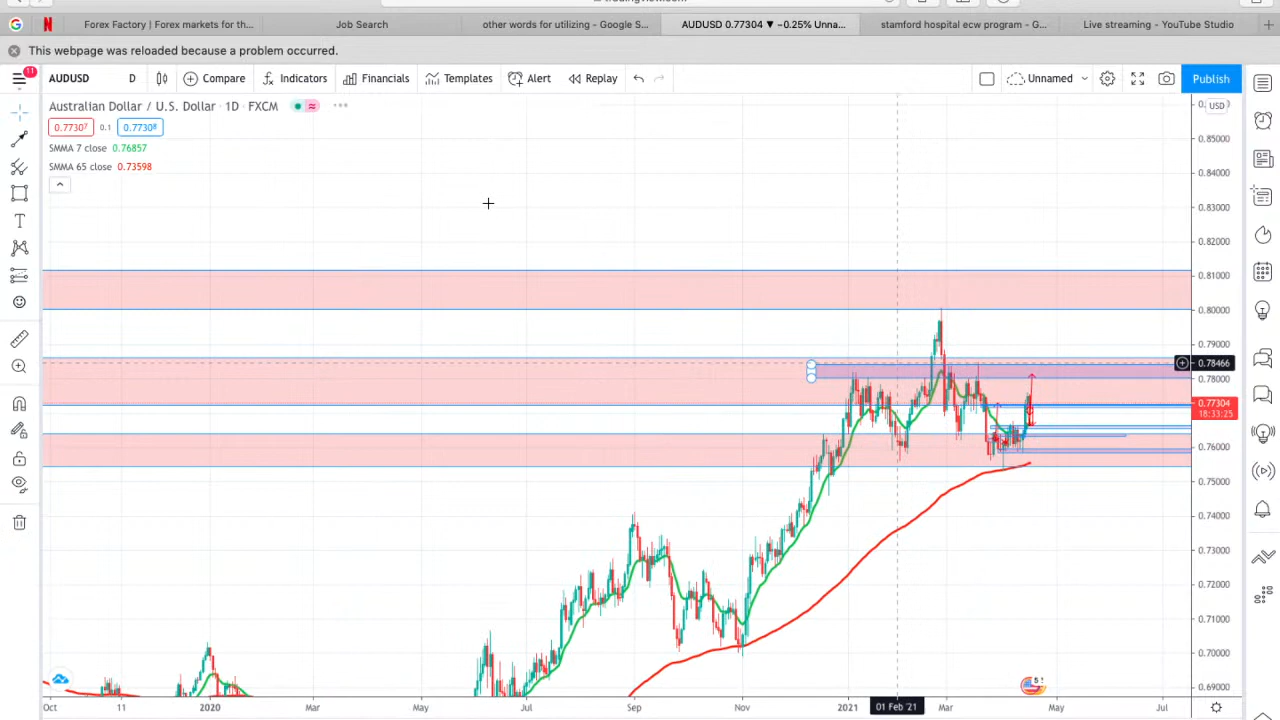 Forex Factory | Forex markets for th...
Job Search
other words for utilizing - Google S...
AUDUSD 0.77304 ▼ −0.25% Unna...
stamford hospital ecw program - G...
Live streaming - YouTube Studio
This webpage was reloaded because a problem occurred.
11
AUDUSD
D
Compare
Indicators
Financials
Templates
Alert
Replay
Unnamed
Publish
Australian Dollar / U.S. Dollar · 1D · FXCM
USD
0.77307
0.1
0.77308
SMMA 7 close 0.76857
SMMA 65 close 0.73598
0.85000
0.84000
0.83000
0.82000
0.81000
0.80000
0.79000
0.78466
0.78000
0.77304
18:33:25
0.76000
0.75000
0.74000
0.73000
0.72000
0.71000
0.70000
0.69000
5
Oct
11
2020
Mar
May
Jul
Sep
Nov
2021
01 Feb '21
Mar
May
Jul